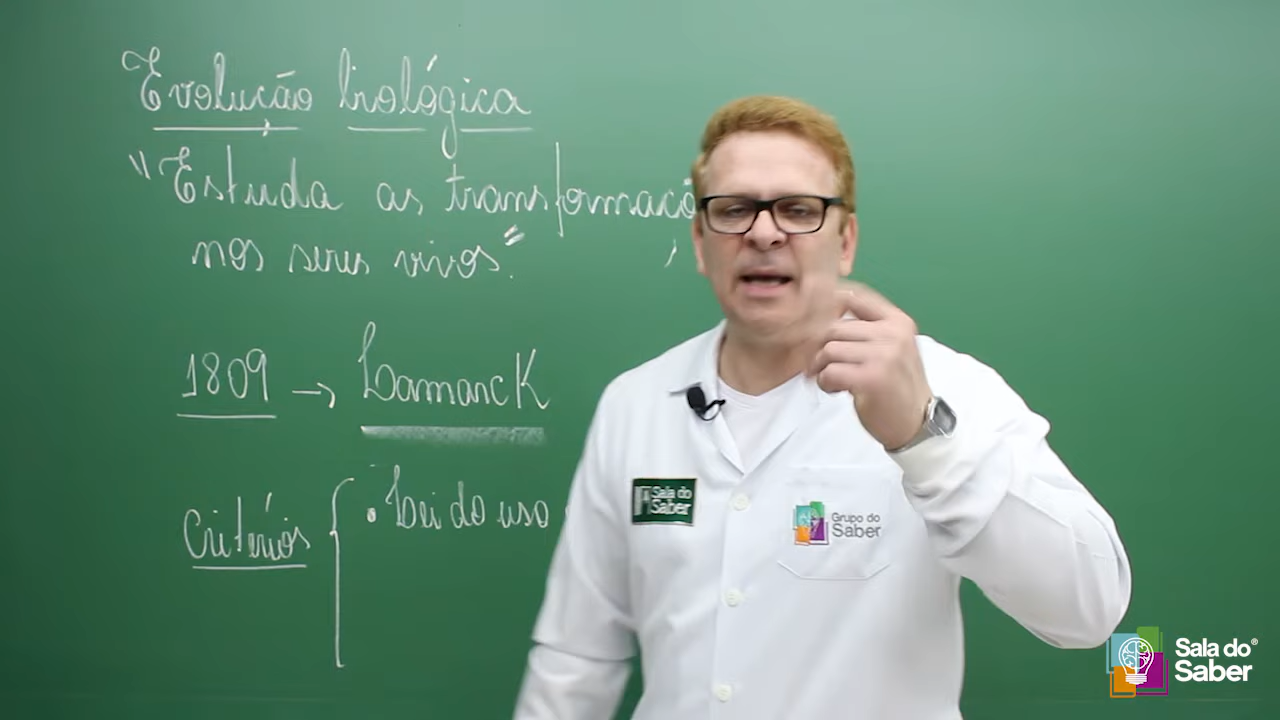 Evolução biológica
"Estuda as transformaçõ
nos seres vivos".
1809 → Lamarck
Critérios { • Lei do uso
Sala do
Saber
Grupo do
Saber
Sala do®
Saber